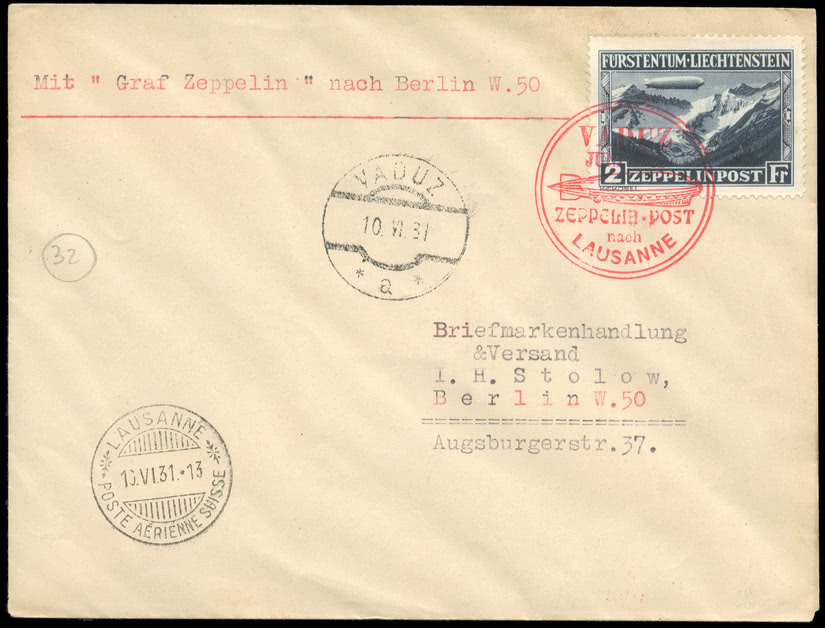 Mit " Graf Zeppelin " nach Berlin W.50
FÜRSTENTUM·LIECHTENSTEIN
2 ZEPPELINPOST Fr
VADUZ
ZEPPELIN-POST
nach
LAUSANNE
VADUZ
10. VI. 31
* a *
32
Briefmarkenhandlung
&Versand
I. H. Stolow,
Berlin W.50
Augsburgerstr. 37.
LAUSANNE
VI.31.-13
POSTE AÉRIENNE SUISSE